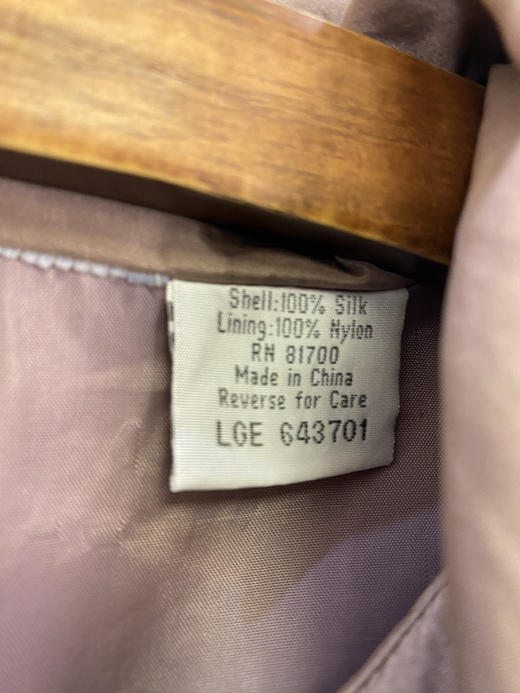 Shell:100% Silk
Lining:100% Nylon
RN 81700
Made in China
Reverse for Care
LGE 643701